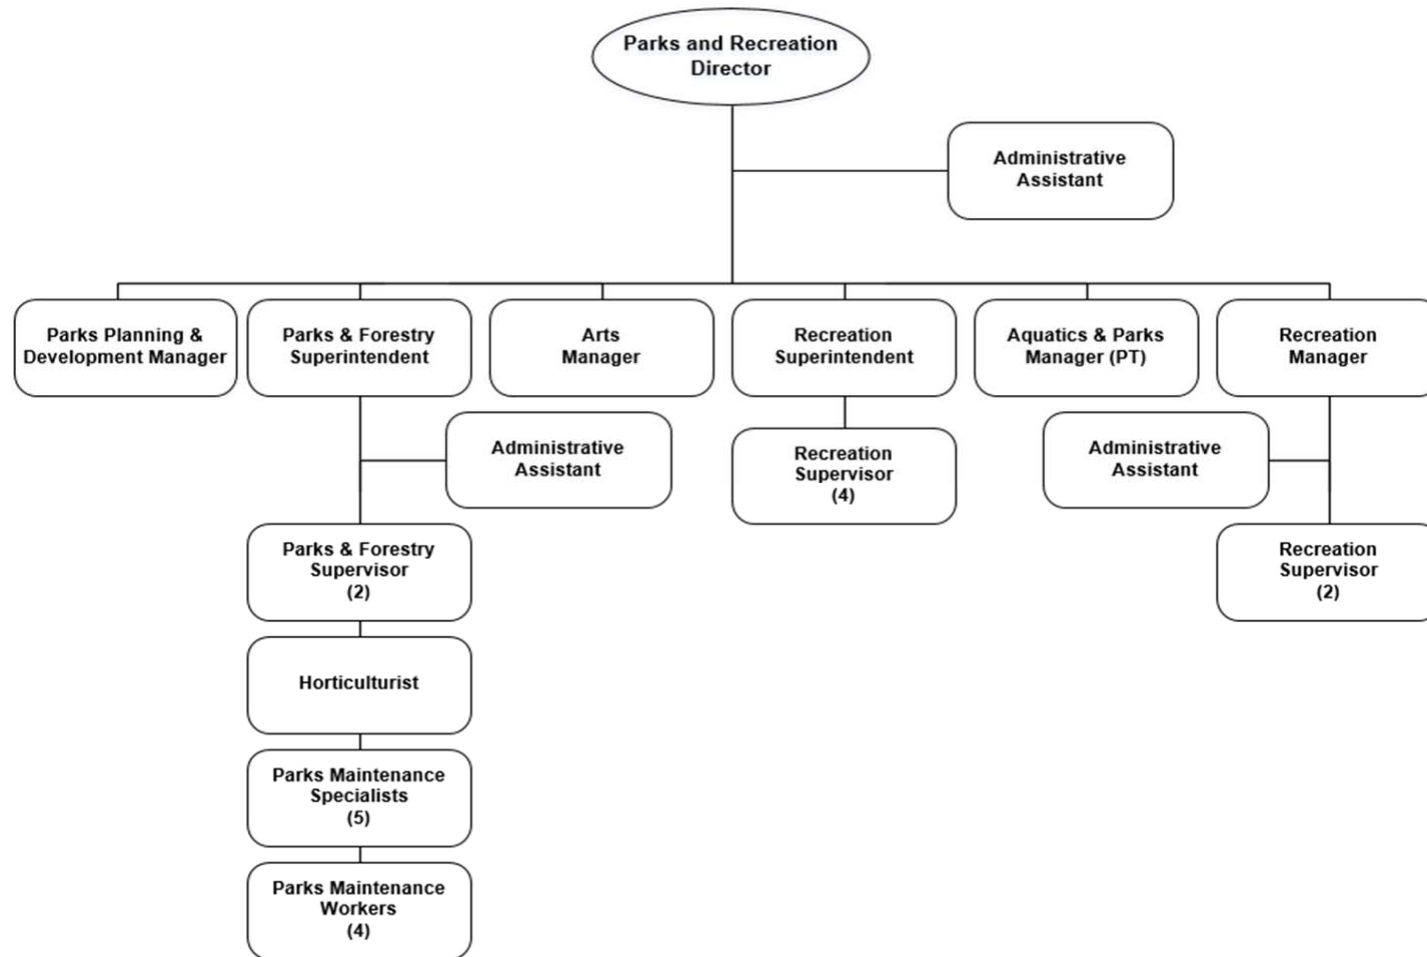 Parks and Recreation
Director
Administrative
Assistant
Parks Planning &
Development Manager
Parks & Forestry
Superintendent
Arts
Manager
Recreation
Superintendent
Aquatics & Parks
Manager (PT)
Recreation
Manager
Administrative
Assistant
Recreation
Supervisor
(4)
Administrative
Assistant
Parks & Forestry
Supervisor
(2)
Recreation
Supervisor
(2)
Horticulturist
Parks Maintenance
Specialists
(5)
Parks Maintenance
Workers
(4)